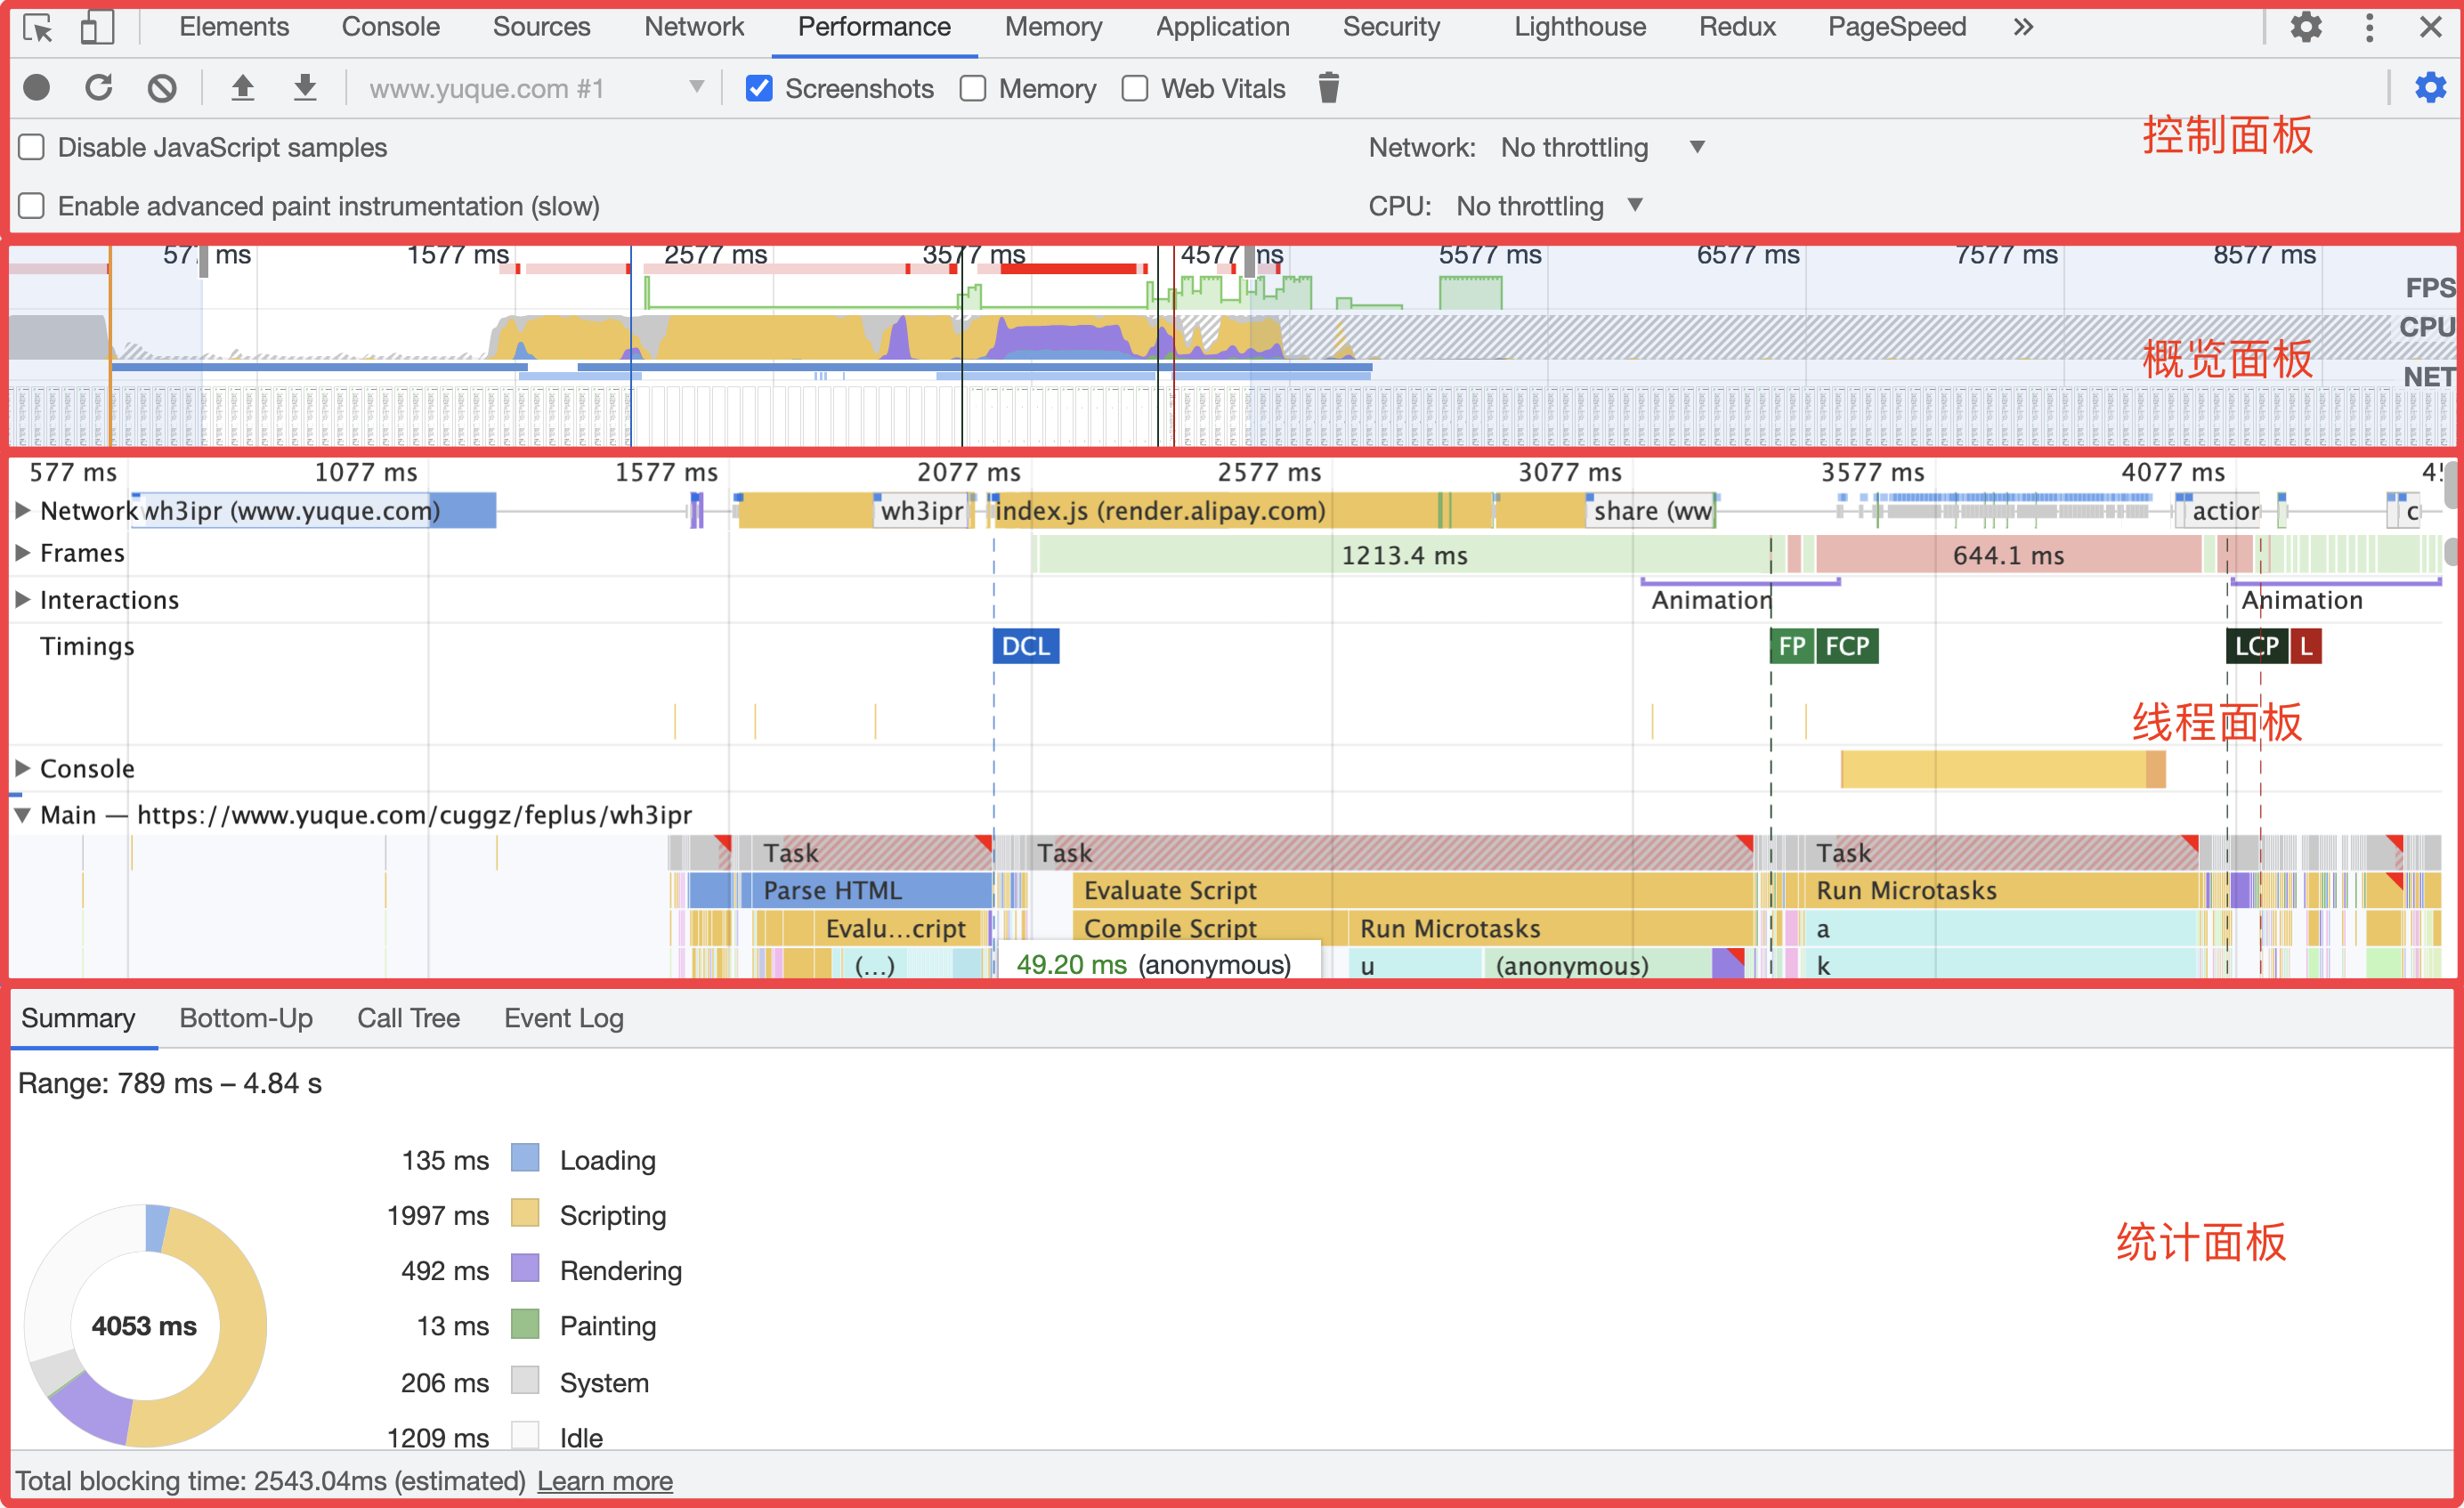 Elements Console Sources Network Performance Memory Application Security Lighthouse Redux PageSpeed »
www.yuque.com #1 Screenshots Memory Web Vitals
控制面板
Disable JavaScript samples Network: No throttling
Enable advanced paint instrumentation (slow) CPU: No throttling
57 ms 1577 ms 2577 ms 3577 ms 4577 ms 5577 ms 6577 ms 7577 ms 8577 ms
FPS
CPU
概览面板
NET
577 ms 1077 ms 1577 ms 2077 ms 2577 ms 3077 ms 3577 ms 4077 ms
Network wh3ipr (www.yuque.com) wh3ipr index.js (render.alipay.com) share (ww action c
Frames 1213.4 ms 644.1 ms
Interactions Animation Animation
Timings DCL FP FCP LCP L
线程面板
Console
Main — https://www.yuque.com/cuggz/feplus/wh3ipr
Task Task Task
Parse HTML Evaluate Script Run Microtasks
Evalu...cript Compile Script Run Microtasks a
(...) 49.20 ms (anonymous) u (anonymous) k
Summary Bottom-Up Call Tree Event Log
Range: 789 ms – 4.84 s
135 ms Loading
1997 ms Scripting
统计面板
492 ms Rendering
4053 ms
13 ms Painting
206 ms System
1209 ms Idle
Total blocking time: 2543.04ms (estimated) Learn more